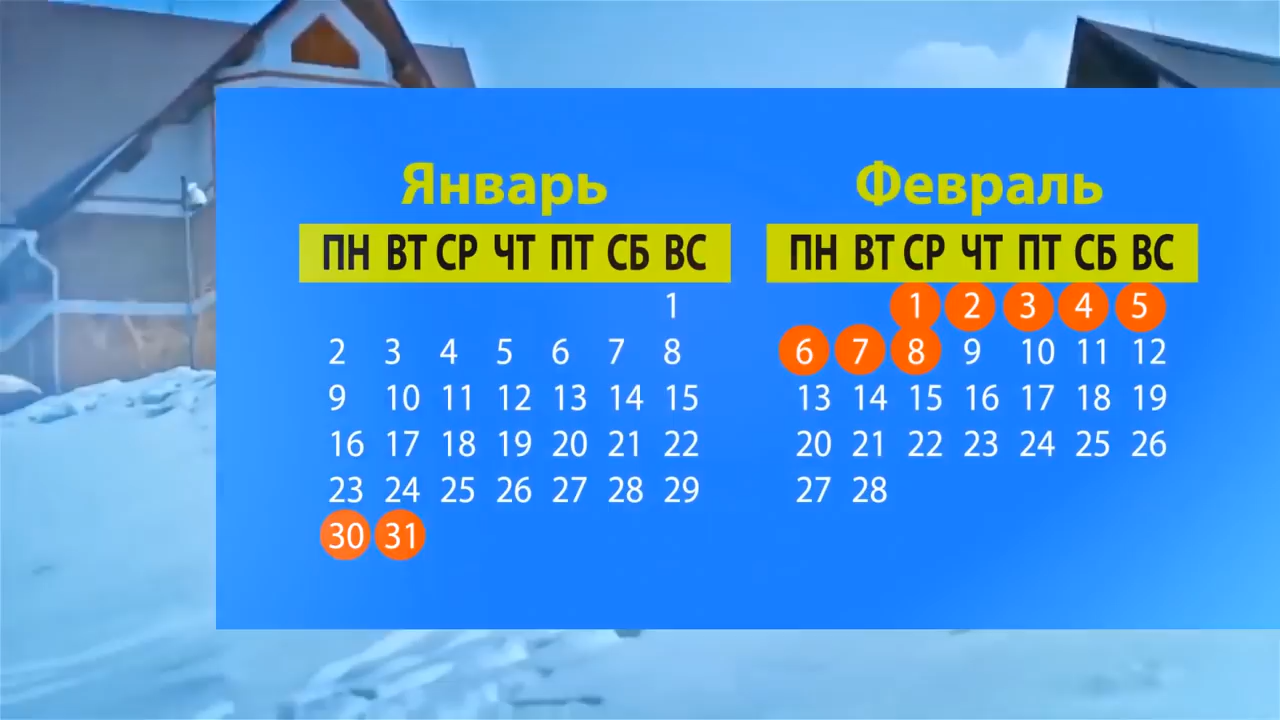 Январь
ПН ВТ СР ЧТ ПТ СБ ВС
1
2 3 4 5 6 7 8
9 10 11 12 13 14 15
16 17 18 19 20 21 22
23 24 25 26 27 28 29
30 31
Февраль
ПН ВТ СР ЧТ ПТ СБ ВС
1 2 3 4 5
6 7 8 9 10 11 12
13 14 15 16 17 18 19
20 21 22 23 24 25 26
27 28